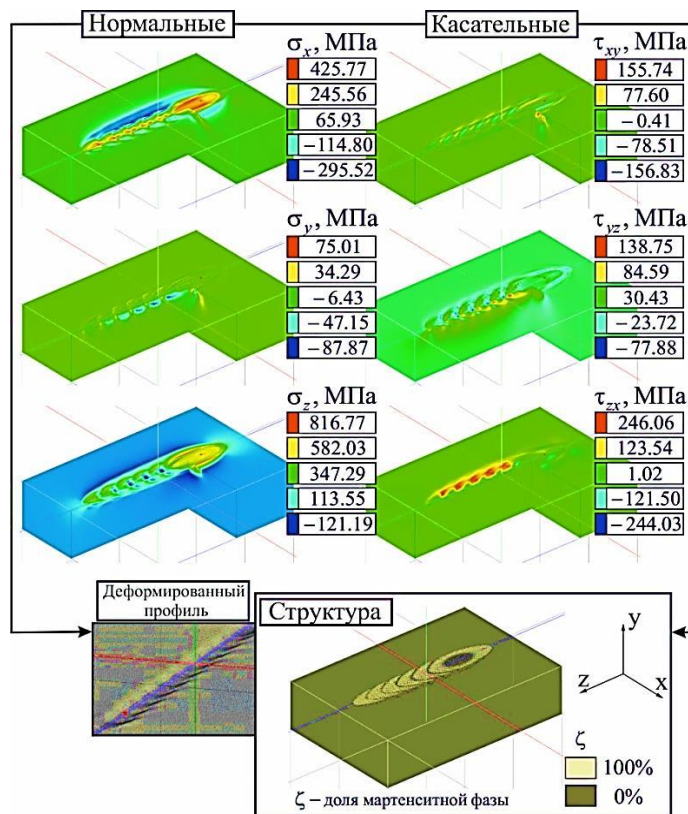 Нормальные
Касательные
σx, МПа
425.77
245.56
65.93
−114.80
−295.52
τxy, МПа
155.74
77.60
−0.41
−78.51
−156.83
σy, МПа
75.01
34.29
−6.43
−47.15
−87.87
τyz, МПа
138.75
84.59
30.43
−23.72
−77.88
σz, МПа
816.77
582.03
347.29
113.55
−121.19
τzx, МПа
246.06
123.54
1.02
−121.50
−244.03
Деформированный
профиль
Структура
y
z
x
ζ
100%
0%
ζ – доля мартенситной фазы